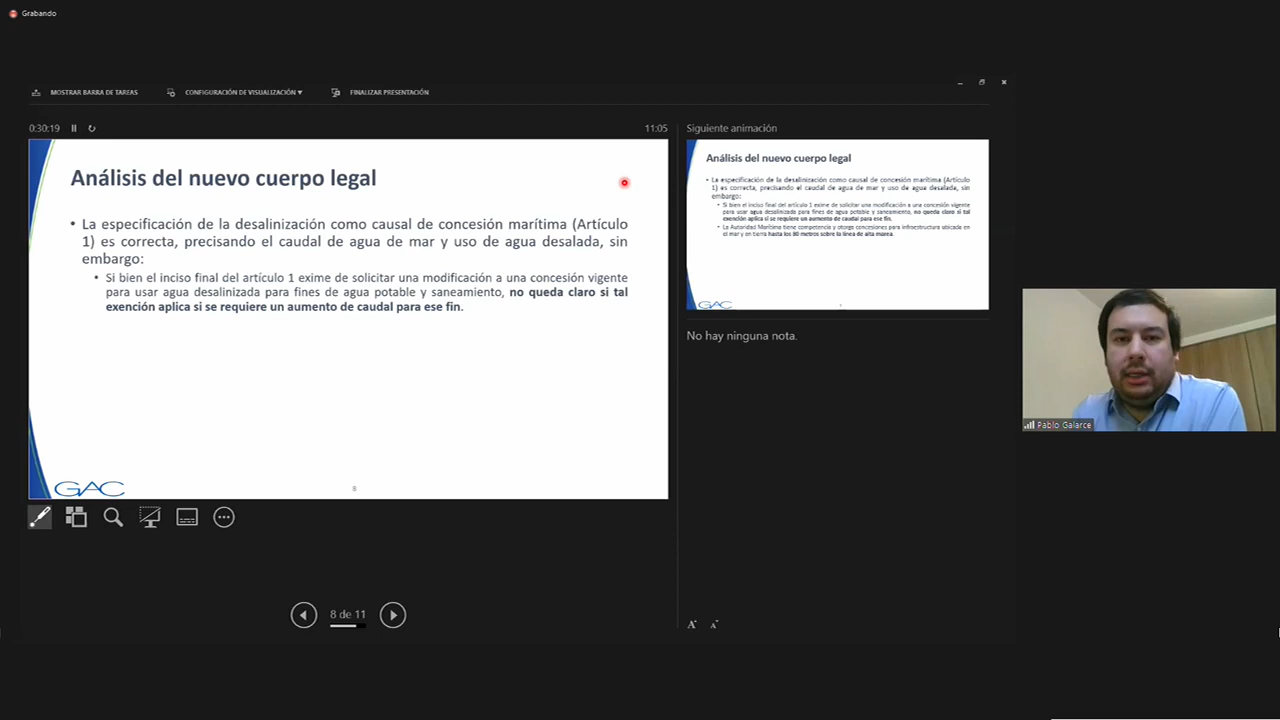 Grabando
MOSTRAR BARRA DE TAREAS
CONFIGURACIÓN DE VISUALIZACIÓN ▾
FINALIZAR PRESENTACIÓN
0:30:19
11:05
Análisis del nuevo cuerpo legal
• La especificación de la desalinización como causal de concesión marítima (Artículo
1) es correcta, precisando el caudal de agua de mar y uso de agua desalada, sin
embargo:
• Si bien el inciso final del artículo 1 exime de solicitar una modificación a una concesión vigente
para usar agua desalinizada para fines de agua potable y saneamiento, no queda claro si tal
exención aplica si se requiere un aumento de caudal para ese fin.
GAC
8
8 de 11
Siguiente animación
Análisis del nuevo cuerpo legal
• La especificación de la desalinización como causal de concesión marítima (Artículo
1) es correcta, precisando el caudal de agua de mar y uso de agua desalada, sin
embargo:
• Si bien el inciso final del artículo 1 exime de solicitar una modificación a una concesión vigente
para usar agua desalinizada para fines de agua potable y saneamiento, no queda claro si tal
exención aplica si se requiere un aumento de caudal para ese fin.
• La Autoridad Marítima tiene competencia y otorga concesiones para infraestructura ubicada en
el mar y en tierra hasta los 80 metros sobre la línea de alta marea.
GAC
No hay ninguna nota.
A A
Pablo Galarce